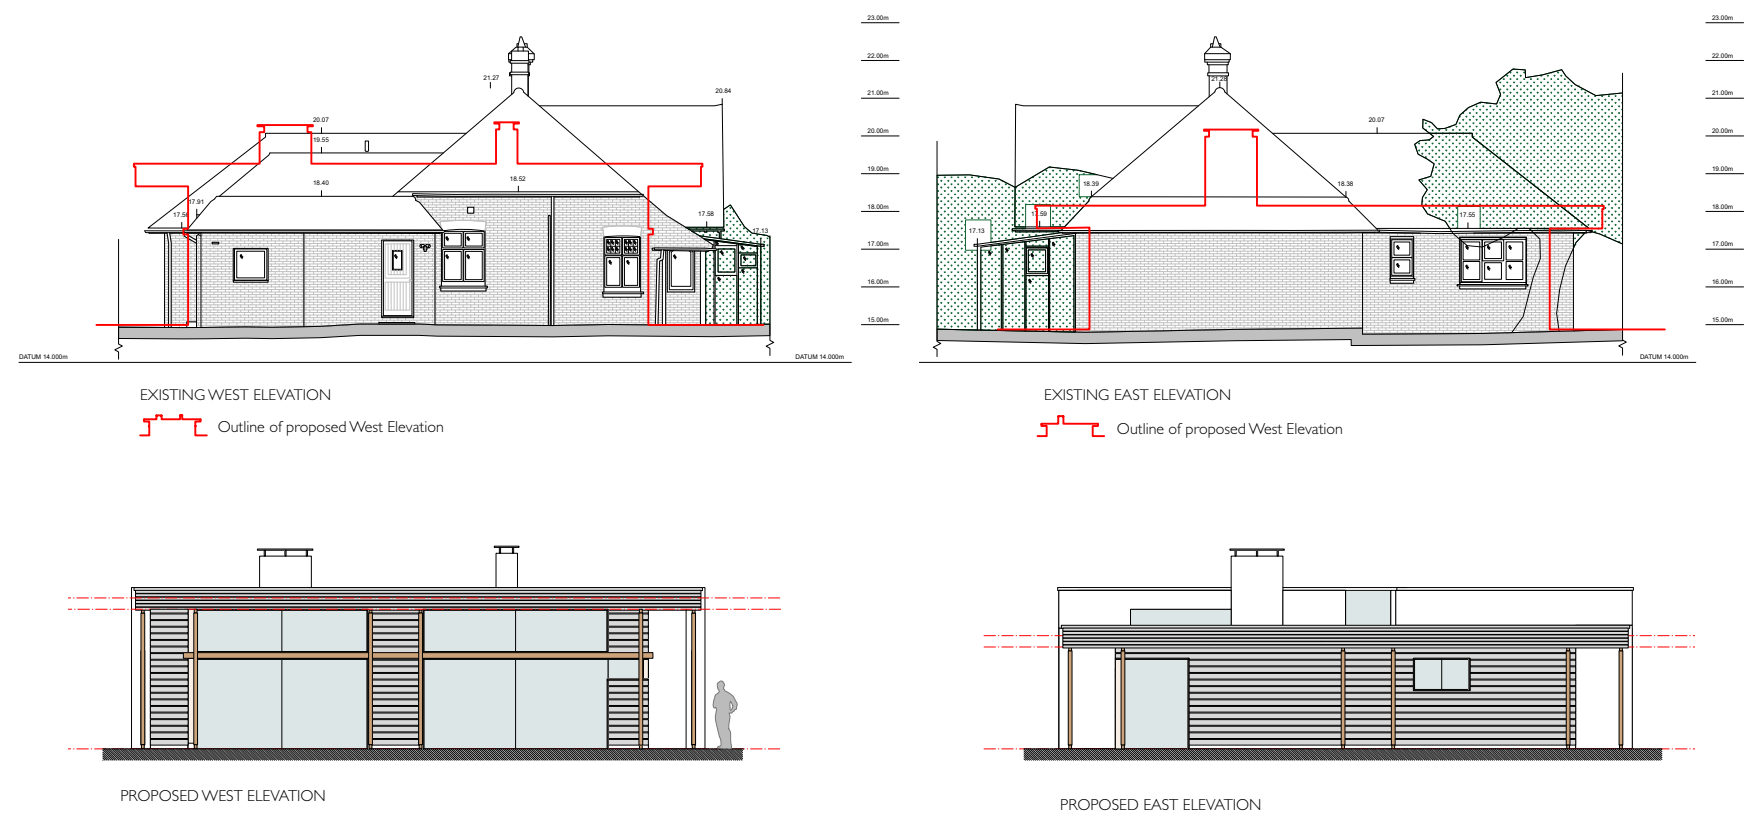 23.00m
22.00m
21.00m
20.00m
19.00m
18.00m
17.00m
16.00m
15.00m
21.27
20.84
20.07
19.55
18.40
18.52
17.91
17.58
17.13
DATUM 14.000m
DATUM 14.000m
EXISTING WEST ELEVATION
Outline of proposed West Elevation
23.00m
22.00m
21.00m
20.00m
19.00m
18.00m
17.00m
16.00m
15.00m
21.28
20.07
18.39
18.38
17.59
17.55
17.13
DATUM 14.000m
EXISTING EAST ELEVATION
Outline of proposed West Elevation
PROPOSED WEST ELEVATION
PROPOSED EAST ELEVATION